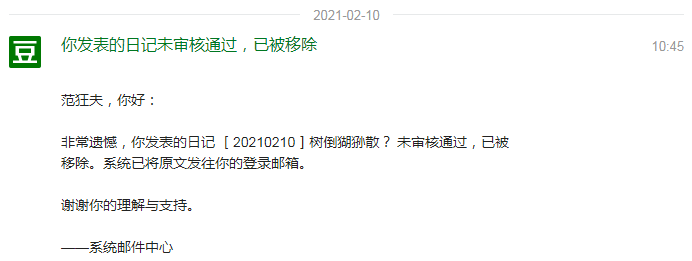 2021-02-10
豆
你发表的日记未审核通过，已被移除
10:45
范狂夫，你好：
非常遗憾，你发表的日记 [ 20210210 ] 树倒猢狲散？ 未审核通过，已被
移除。系统已将原文发往你的登录邮箱。
谢谢你的理解与支持。
——系统邮件中心